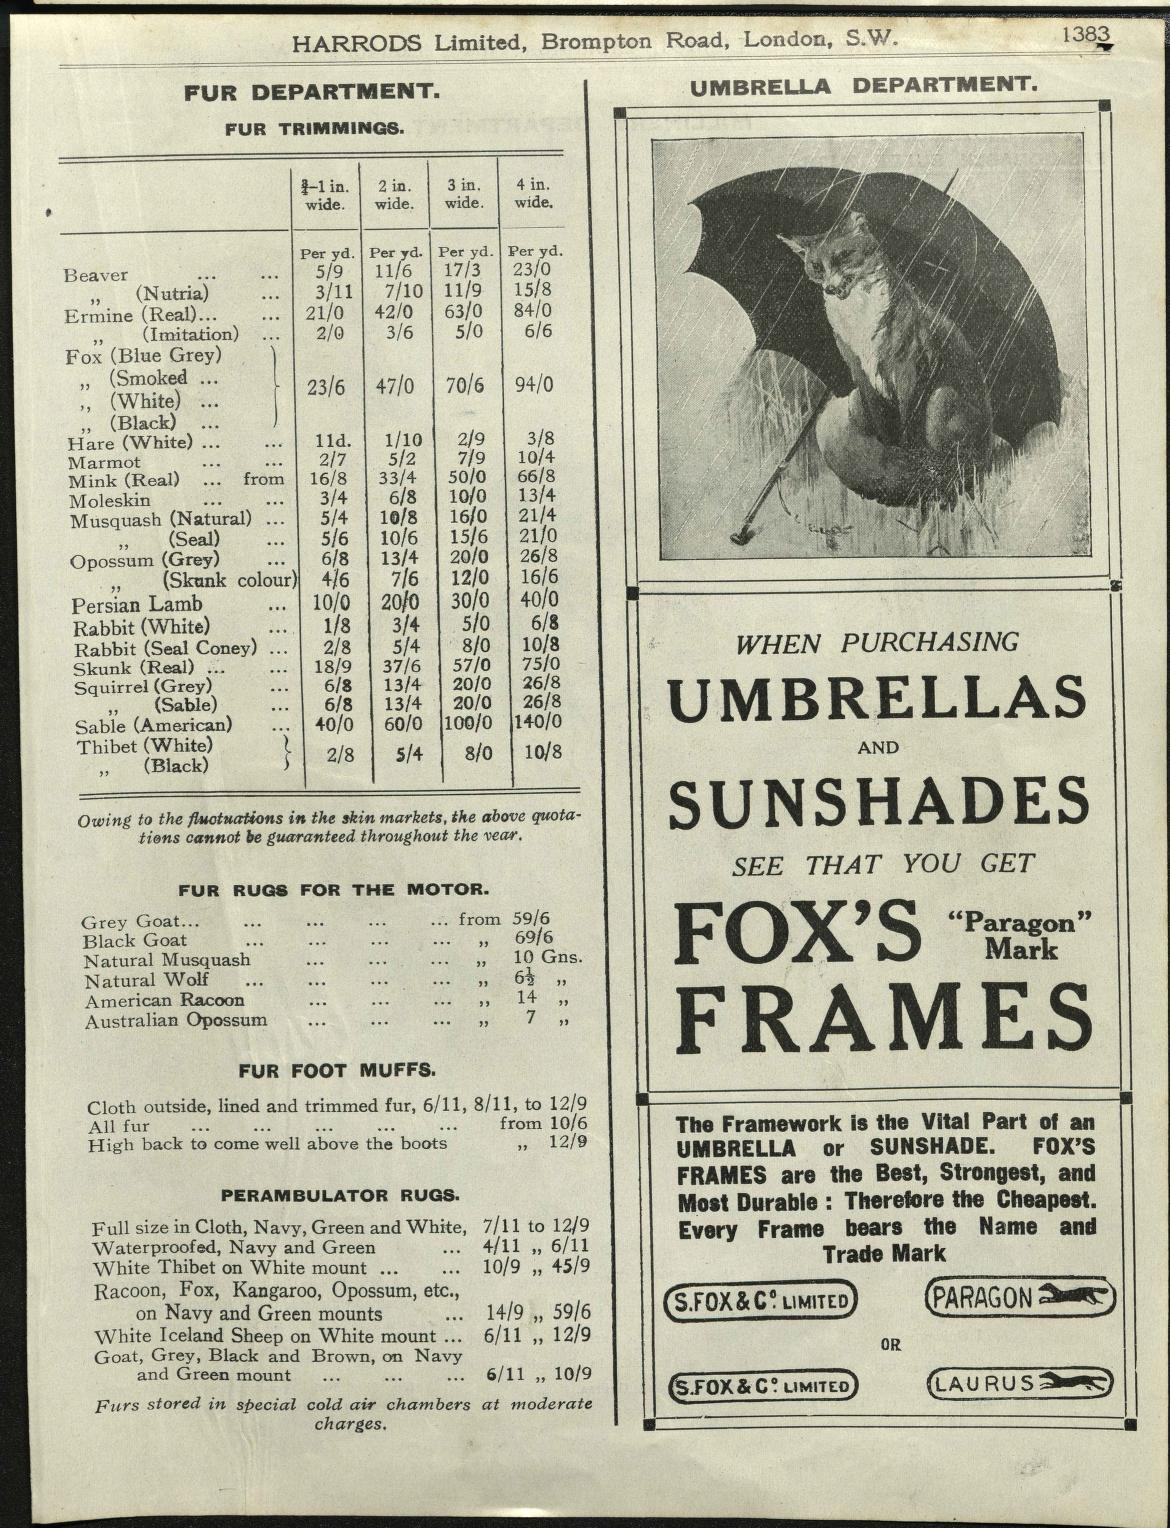 HARRODS Limited, Brompton Road, London, S.W. 1383
FUR DEPARTMENT.
FUR TRIMMINGS.
¾–1 in. wide. 2 in. wide. 3 in. wide. 4 in. wide.
Per yd. Per yd. Per yd. Per yd.
Beaver ... ... 5/9 11/6 17/3 23/0
„ (Nutria) ... 3/11 7/10 11/9 15/8
Ermine (Real)... ... 21/0 42/0 63/0 84/0
„ (Imitation) ... 2/0 3/6 5/0 6/6
Fox (Blue Grey)
„ (Smoked ...
„ (White) ...
„ (Black) ...
23/6 47/0 70/6 94/0
Hare (White) ... ... 11d. 1/10 2/9 3/8
Marmot ... ... 2/7 5/2 7/9 10/4
Mink (Real) ... from 16/8 33/4 50/0 66/8
Moleskin ... ... 3/4 6/8 10/0 13/4
Musquash (Natural) ... 5/4 10/8 16/0 21/4
„ (Seal) ... 5/6 10/6 15/6 21/0
Opossum (Grey) ... 6/8 13/4 20/0 26/8
„ (Skunk colour) 4/6 7/6 12/0 16/6
Persian Lamb ... 10/0 20/0 30/0 40/0
Rabbit (White) ... 1/8 3/4 5/0 6/8
Rabbit (Seal Coney) ... 2/8 5/4 8/0 10/8
Skunk (Real) ... ... 18/9 37/6 57/0 75/0
Squirrel (Grey) ... 6/8 13/4 20/0 26/8
„ (Sable) ... 6/8 13/4 20/0 26/8
Sable (American) ... 40/0 60/0 100/0 140/0
Thibet (White)
„ (Black)
2/8 5/4 8/0 10/8
Owing to the fluctuations in the skin markets, the above quota-
tions cannot be guaranteed throughout the year.
FUR RUGS FOR THE MOTOR.
Grey Goat... ... ... ... ... from 59/6
Black Goat ... ... ... ... „ 69/6
Natural Musquash ... ... ... „ 10 Gns.
Natural Wolf ... ... ... ... „ 6½ „
American Racoon ... ... ... „ 14 „
Australian Opossum ... ... ... „ 7 „
FUR FOOT MUFFS.
Cloth outside, lined and trimmed fur, 6/11, 8/11, to 12/9
All fur ... ... ... ... ... from 10/6
High back to come well above the boots „ 12/9
PERAMBULATOR RUGS.
Full size in Cloth, Navy, Green and White, 7/11 to 12/9
Waterproofed, Navy and Green ... 4/11 „ 6/11
White Thibet on White mount ... ... 10/9 „ 45/9
Racoon, Fox, Kangaroo, Opossum, etc.,
on Navy and Green mounts ... 14/9 „ 59/6
White Iceland Sheep on White mount ... 6/11 „ 12/9
Goat, Grey, Black and Brown, on Navy
and Green mount ... ... ... 6/11 „ 10/9
Furs stored in special cold air chambers at moderate
charges.
UMBRELLA DEPARTMENT.
WHEN PURCHASING
UMBRELLAS
AND
SUNSHADES
SEE THAT YOU GET
FOX'S "Paragon" Mark
FRAMES
The Framework is the Vital Part of an
UMBRELLA or SUNSHADE. FOX'S
FRAMES are the Best, Strongest, and
Most Durable : Therefore the Cheapest.
Every Frame bears the Name and
Trade Mark
S.FOX & Co. LIMITED PARAGON
OR
S.FOX & Co. LIMITED LAURUS